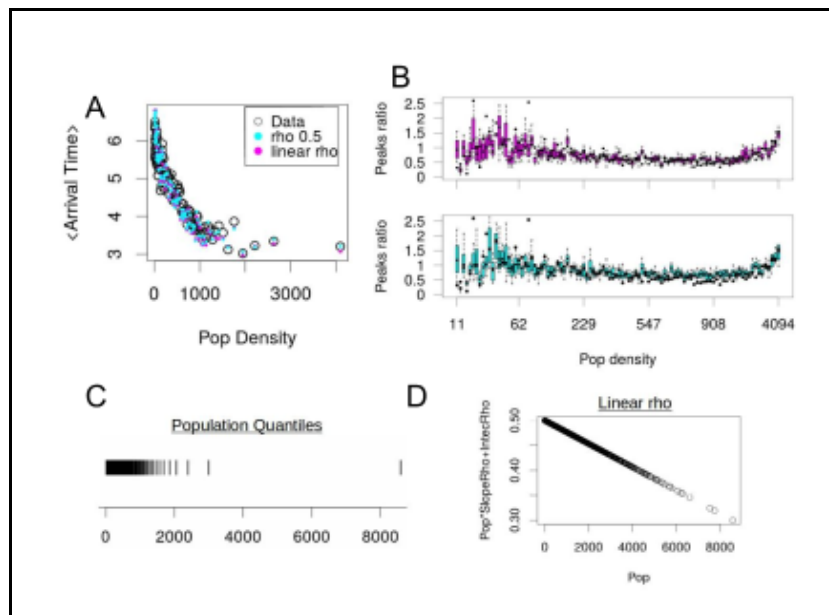 A
<Arrival Time>
6
5
4
3
Data
rho 0.5
linear rho
0 1000 3000
Pop Density
B
Peaks ratio
2.5
2
1.5
1
0.5
0
Peaks ratio
2.5
2
1.5
1
0.5
0
11 62 229 547 908 4094
Pop density
C
Population Quantiles
0 2000 4000 6000 8000
D
Linear rho
Pop*SlopeRho+IntecRho
0.50
0.40
0.30
0 2000 4000 6000 8000
Pop